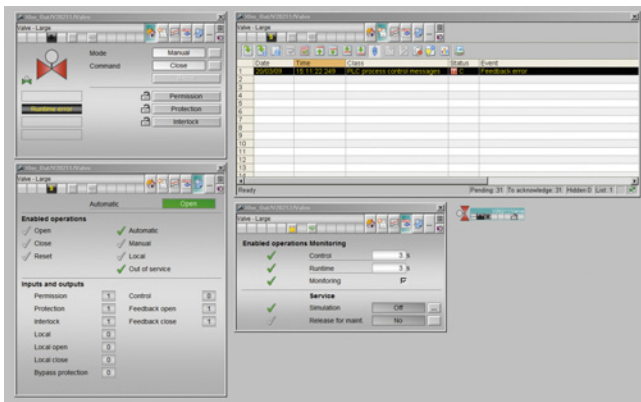 Valve - Large
Mode
Manual
Command
Close
Permission
Runtime error
Protection
Interlock
Valve - Large
Date
Time
Class
Status
Event
1
20/03/09
15:11:22.249
PLC process control messages
C
Feedback error
2
3
4
5
6
7
8
9
10
11
12
13
14
Ready
Pending: 31 To acknowledge: 31 Hidden:0 List: 1
Valve - Large
Automatic
Open
Enabled operations
Open
Automatic
Close
Manual
Reset
Local
Out of service
Inputs and outputs
Permission
1
Control
0
Protection
1
Feedback open
1
Interlock
1
Feedback close
1
Local
0
Local open
0
Local close
0
Bypass protection
0
Valve - Large
Enabled operations Monitoring
Control
3. s
Runtime
3. s
Monitoring
Service
Simulation
Off
...
Release for maint.
No